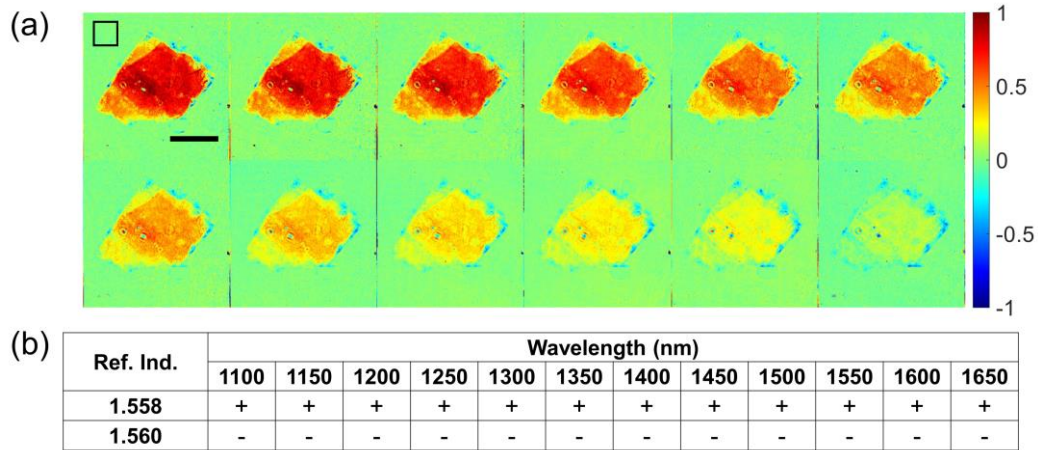 (a)
1
0.5
0
-0.5
-1
(b)
Ref. Ind. Wavelength (nm)
1100 1150 1200 1250 1300 1350 1400 1450 1500 1550 1600 1650
1.558 + + + + + + + + + + + +
1.560 - - - - - - - - - - - -